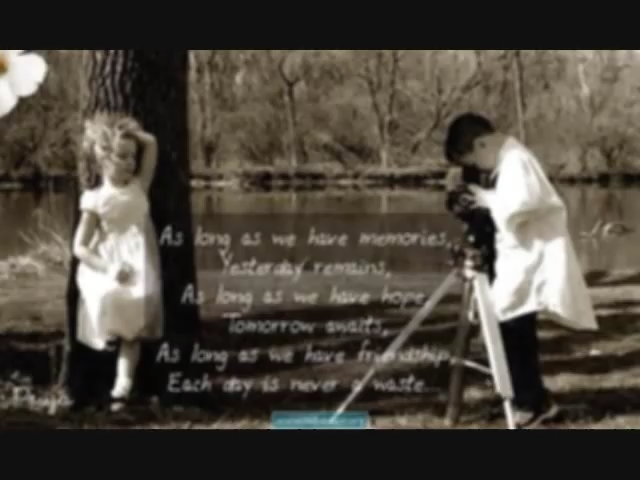 As long as we have memories,
Yesterday remains,
As long as we have hope,
Tomorrow awaits,
As long as we have friendship,
Each day is never a waste...